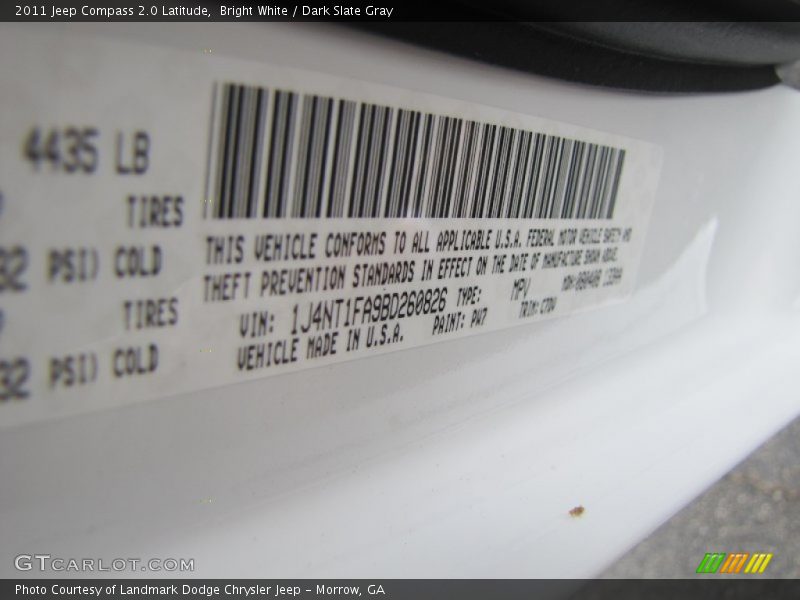 2011 Jeep Compass 2.0 Latitude,  Bright White / Dark Slate Gray
4435 LB
TIRES
32 PSI) COLD
TIRES
32 PSI) COLD
THIS VEHICLE CONFORMS TO ALL APPLICABLE U.S.A. FEDERAL MOTOR VEHICLE SAFETY AND
THEFT PREVENTION STANDARDS IN EFFECT ON THE DATE OF MANUFACTURE SHOWN ABOVE.
VIN: 1J4NT1FA9BD260826 TYPE: MPV
VEHICLE MADE IN U.S.A. PAINT: PW7 TRIM:
GTCARLOT.COM
Photo Courtesy of Landmark Dodge Chrysler Jeep – Morrow, GA